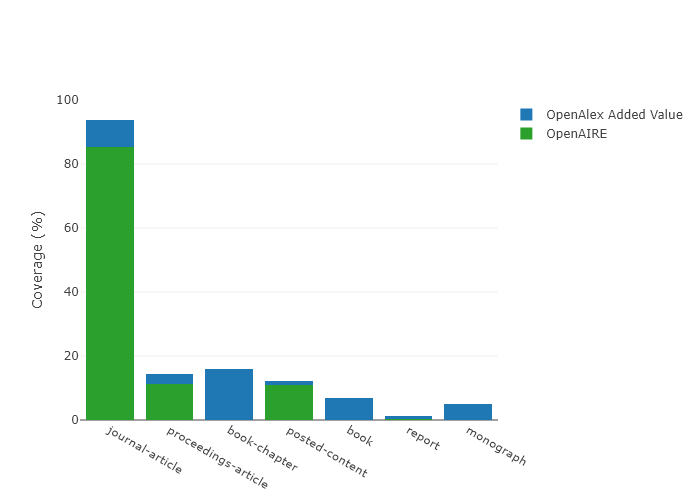 100
80
60
40
20
0
Coverage (%)
journal-article
proceedings-article
book-chapter
posted-content
book
report
monograph
OpenAlex Added Value
OpenAIRE